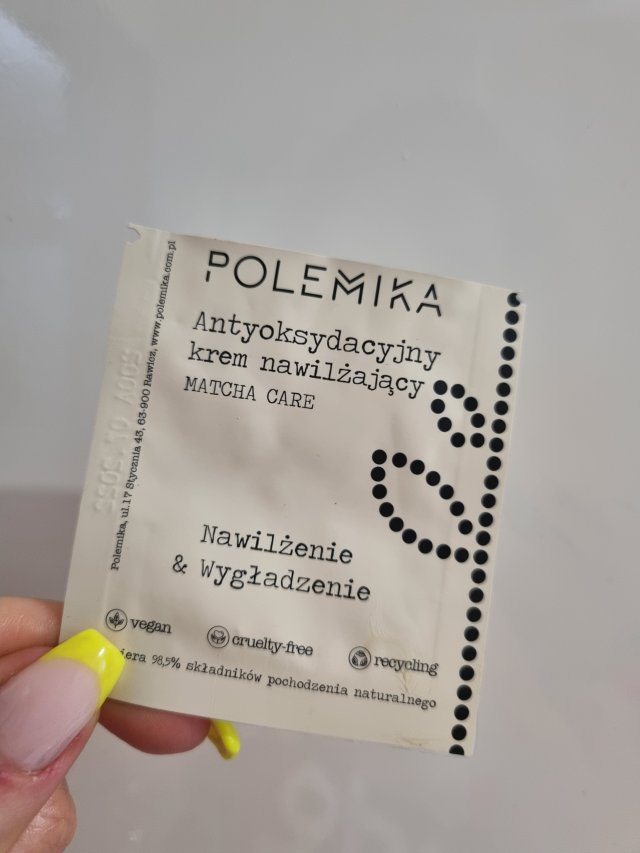 POLEMIKA
Antyoksydacyjny
krem nawilżający
MATCHA CARE
Nawilżenie
& Wygładzenie
vegan
cruelty-free
recycling
98,5% składników pochodzenia naturalnego
Polemika, ul.17 Stycznia 43, 63-900 Rawicz, www.polemika.com.pl